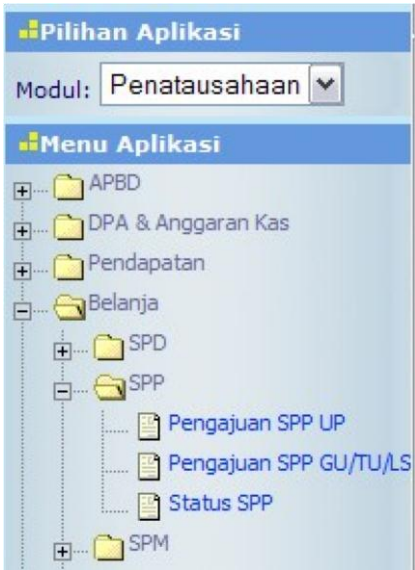 Pilihan Aplikasi
Modul: Penatausahaan
Menu Aplikasi
APBD
DPA & Anggaran Kas
Pendapatan
Belanja
SPD
SPP
Pengajuan SPP UP
Pengajuan SPP GU/TU/LS
Status SPP
SPM